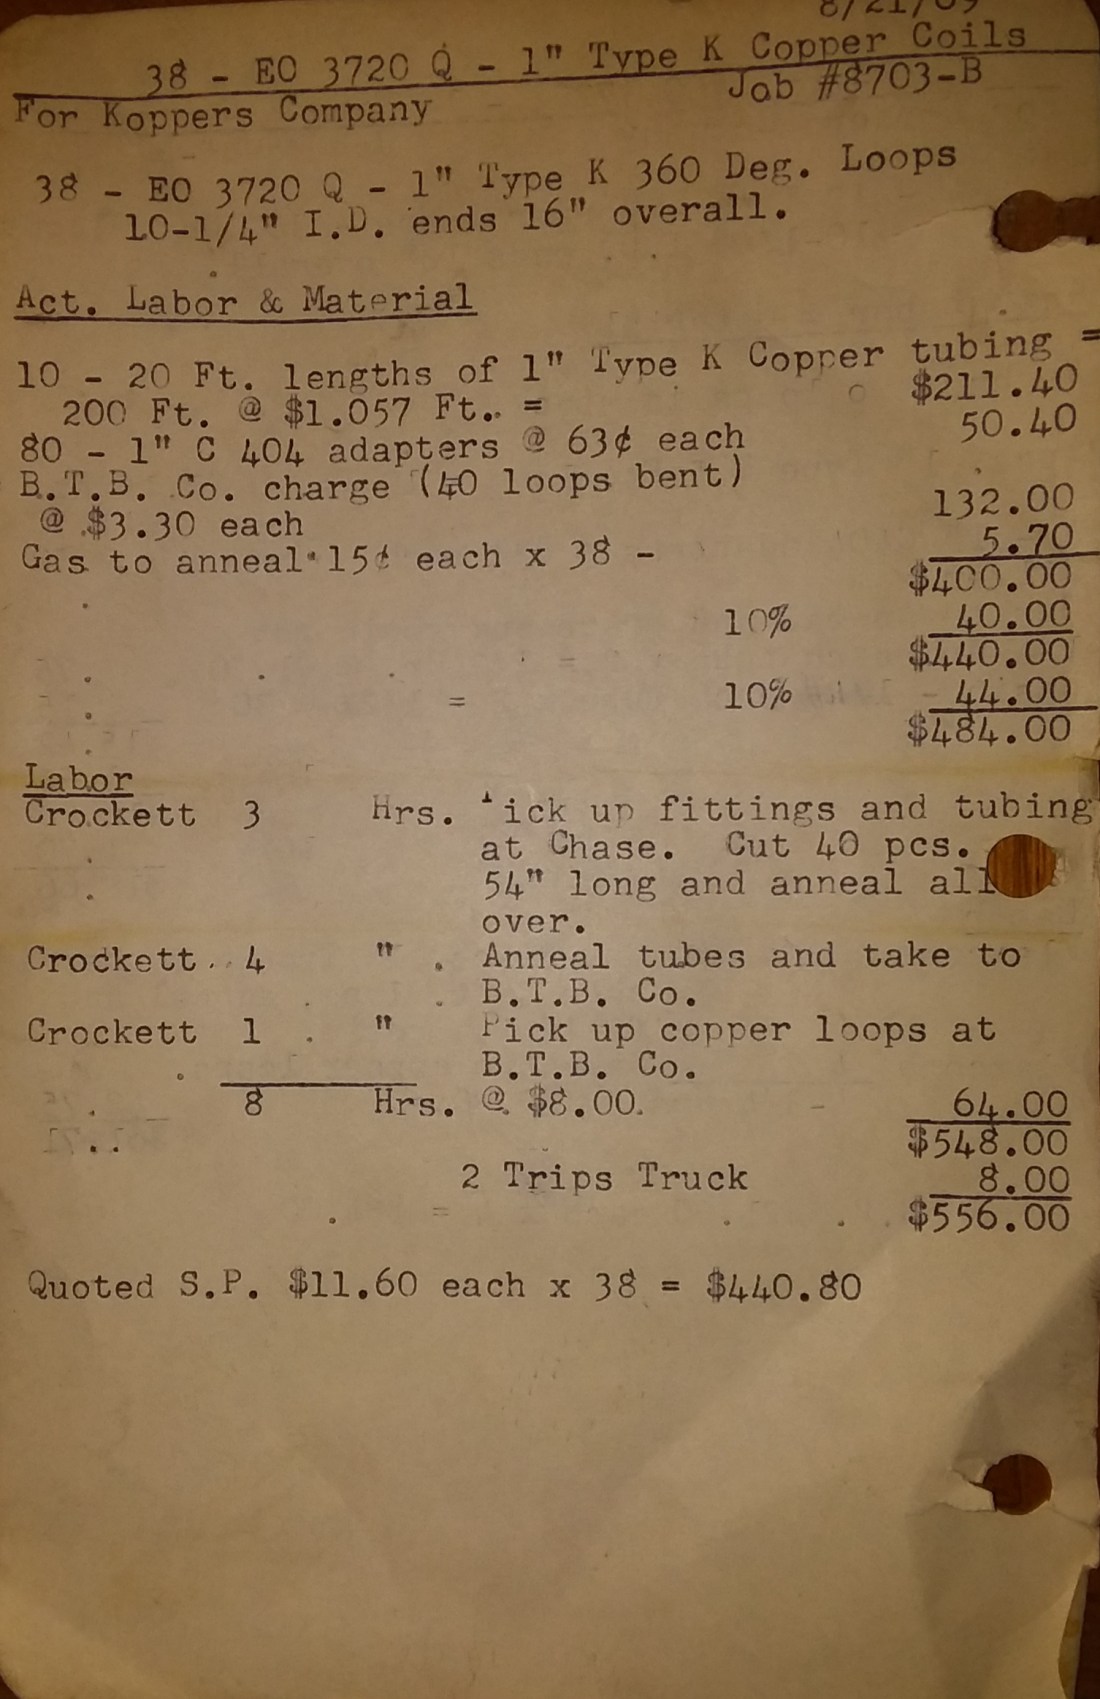 8/21/69
38 - EO 3720 Q - 1" Type K Copper Coils
For Koppers Company Job #8703-B
38 - EO 3720 Q - 1" Type K 360 Deg. Loops
10-1/4" I.D. ends 16" overall.
Act. Labor & Material
10 - 20 Ft. lengths of 1" Type K Copper tubing =
200 Ft. @ $1.057 Ft. = $211.40
80 - 1" C 404 adapters @ 63¢ each 50.40
B.T.B. Co. charge (40 loops bent)
@ $3.30 each 132.00
Gas to anneal 15¢ each x 38 - 5.70
$400.00
10% 40.00
$440.00
10% 44.00
$484.00
Labor
Crockett 3 Hrs. Pick up fittings and tubing
at Chase. Cut 40 pcs.
54" long and anneal all
over.
Crockett 4 " Anneal tubes and take to
B.T.B. Co.
Crockett 1 " Pick up copper loops at
B.T.B. Co.
8 Hrs. @ $8.00. 64.00
$548.00
2 Trips Truck 8.00
$556.00
Quoted S.P. $11.60 each x 38 = $440.80